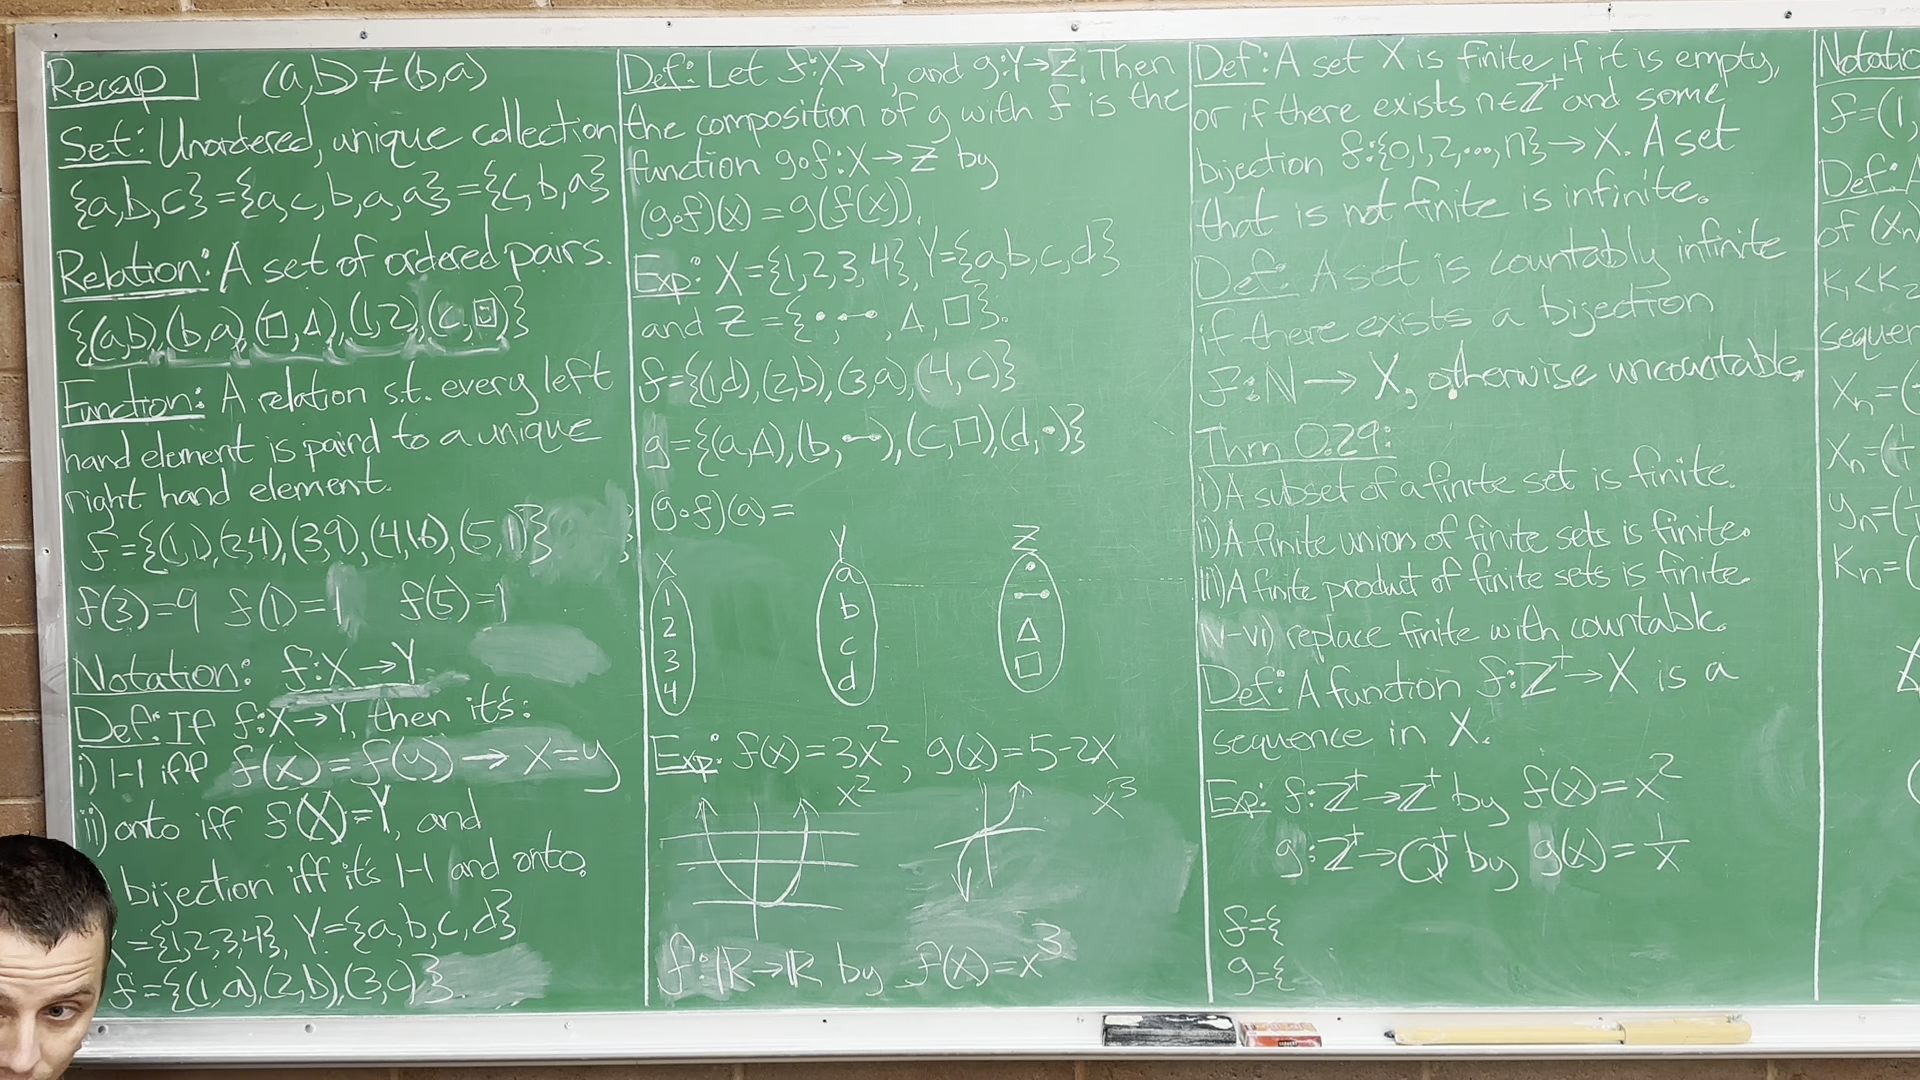 Recap (a,b) ≠ (b,a)
Set: Unordered, unique collection
{a,b,c} = {a,c,b,a,a} = {c,b,a}
Relation: A set of ordered pairs.
{(a,b),(b,a),(□,Δ),(1,2),(c,⊡)}
Function: A relation s.t. every left
hand element is paird to a unique
right hand element.
f={(1,1),(2,4),(3,9),(4,16),(5,1)}
f(3)=9 f(1)=1 f(5)=1
Notation: f:X→Y
Def: If f:X→Y, then it's:
i) 1-1 iff f(x)=f(y) → x=y
ii) onto iff f(X)=Y, and
bijection iff it's 1-1 and onto.
={1,2,3,4}, Y={a,b,c,d}
f={(1,a),(2,b),(3,c)}
Def: Let f:X→Y, and g:Y→Z. Then
the composition of g with f is the
function g∘f:X→Z by
(g∘f)(x) = g(f(x)).
Exp: X={1,2,3,4}, Y={a,b,c,d}
and Z={•,•–•,Δ,□}.
f={(1,d),(2,b),(3,a),(4,c)}
g={(a,Δ),(b,•–•),(c,□)(d,•)}
(g∘f)(a) =
X Y Z
1 a •
2 b •–•
3 c Δ
4 d □
Exp: f(x)=3x², g(x)=5-2x
x² x³
f:ℝ→ℝ by f(x)=x³
Def: A set X is finite if it is empty,
or if there exists n∈ℤ⁺ and some
bijection f:{0,1,2,...,n}→X. A set
that is not finite is infinite.
Def: A set is countably infinite
if there exists a bijection
f:ℕ→X, otherwise uncountable.
Thm 0.29:
i) A subset of a finite set is finite.
ii) A finite union of finite sets is finite.
iii) A finite product of finite sets is finite.
iv-vi) replace finite with countable.
Def: A function f:ℤ⁺→X is a
sequence in X.
Exp: f:ℤ⁺→ℤ⁺ by f(x)=x²
g:ℤ⁺→ℚ⁺ by g(x)=1/x
f={
g={
Notatio
f=(1,
Def: A
of (xn)
K₁<K₂
sequen
Xn=(
Xn=(
yn=(
Kn=(